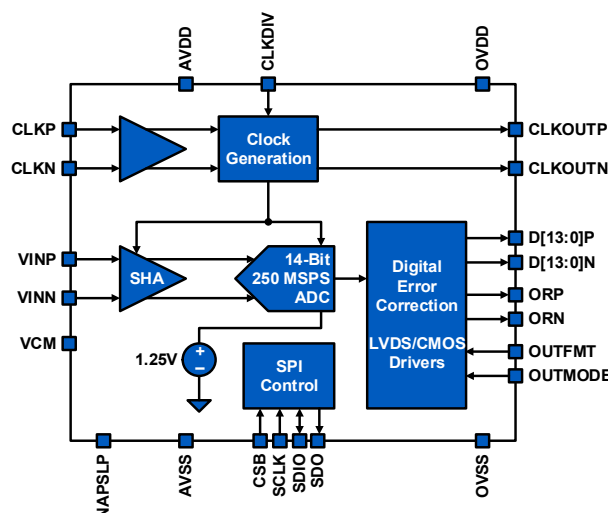 AVDD
CLKDIV
OVDD
CLKP
CLKN
Clock
Generation
CLKOUTP
CLKOUTN
VINP
VINN
SHA
14-Bit
250 MSPS
ADC
Digital
Error
Correction
LVDS/CMOS
Drivers
D[13:0]P
D[13:0]N
ORP
ORN
OUTFMT
OUTMODE
VCM
1.25V
+
−
SPI
Control
NAPSLP
AVSS
CSB
SCLK
SDIO
SDO
OVSS